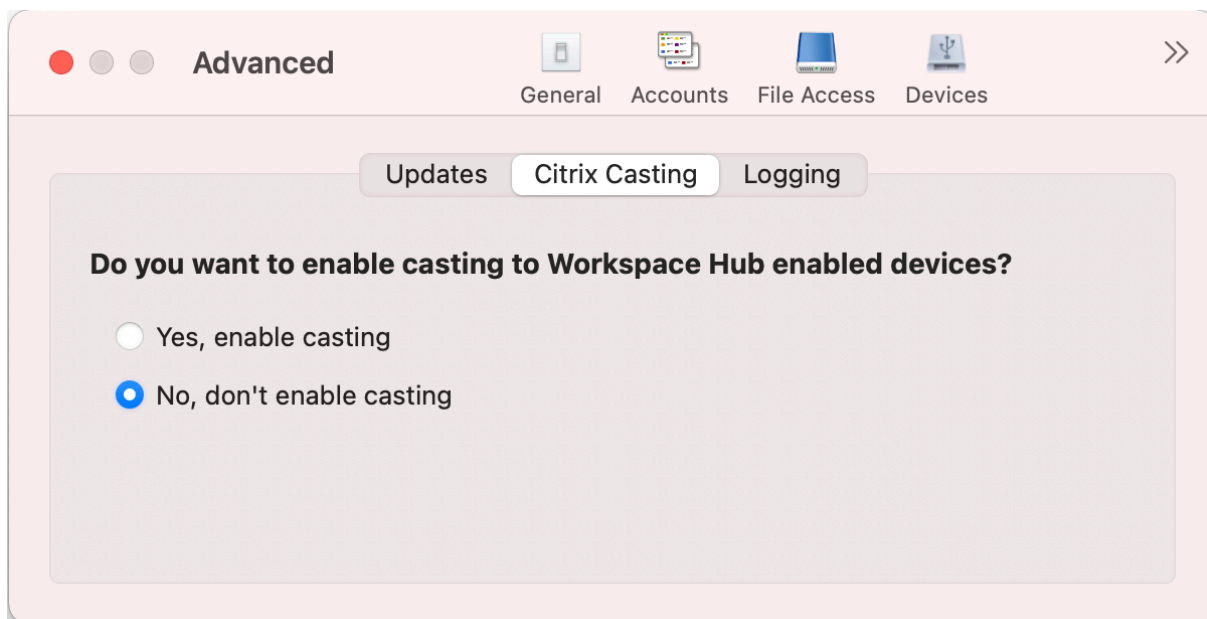 Advanced
General
Accounts
File Access
Devices
Updates
Citrix Casting
Logging
Do you want to enable casting to Workspace Hub enabled devices?
Yes, enable casting
No, don't enable casting